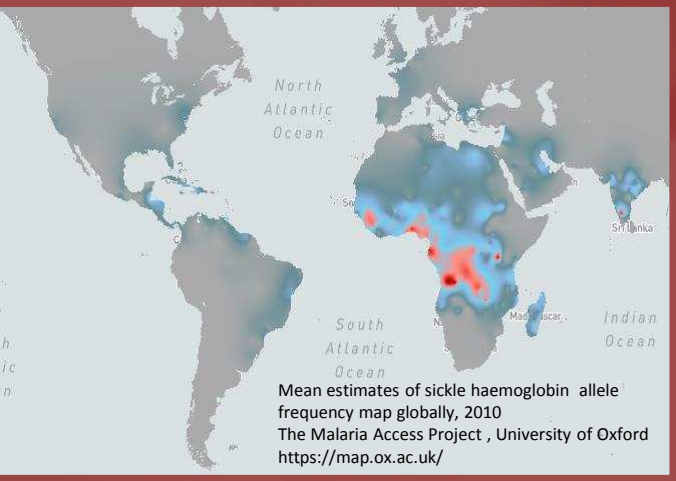 North
Atlantic
Ocean
Sri Lanka
Indian
Ocean
South
Atlantic
Ocean
Mean estimates of sickle haemoglobin allele
frequency map globally, 2010
The Malaria Access Project , University of Oxford
https://map.ox.ac.uk/